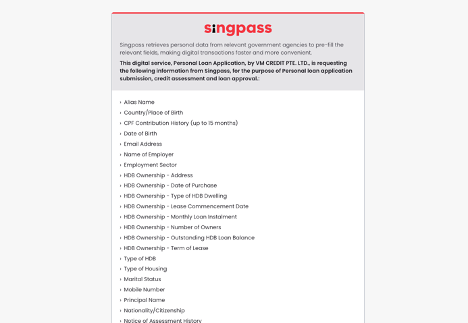 singpass
Singpass retrieves personal data from relevant government agencies to pre-fill the
relevant fields, making digital transactions faster and more convenient.
This digital service, Personal Loan Application, by VM CREDIT PTE. LTD., is requesting
the following information from Singpass, for the purpose of Personal loan application
submission, credit assessment and loan approval.:
› Alias Name
› Country/Place of Birth
› CPF Contribution History (up to 15 months)
› Date of Birth
› Email Address
› Name of Employer
› Employment Sector
› HDB Ownership - Address
› HDB Ownership - Date of Purchase
› HDB Ownership - Type of HDB Dwelling
› HDB Ownership - Lease Commencement Date
› HDB Ownership - Monthly Loan Instalment
› HDB Ownership - Number of Owners
› HDB Ownership - Outstanding HDB Loan Balance
› HDB Ownership - Term of Lease
› Type of HDB
› Type of Housing
› Marital Status
› Mobile Number
› Principal Name
› Nationality/Citizenship
› Notice of Assessment History